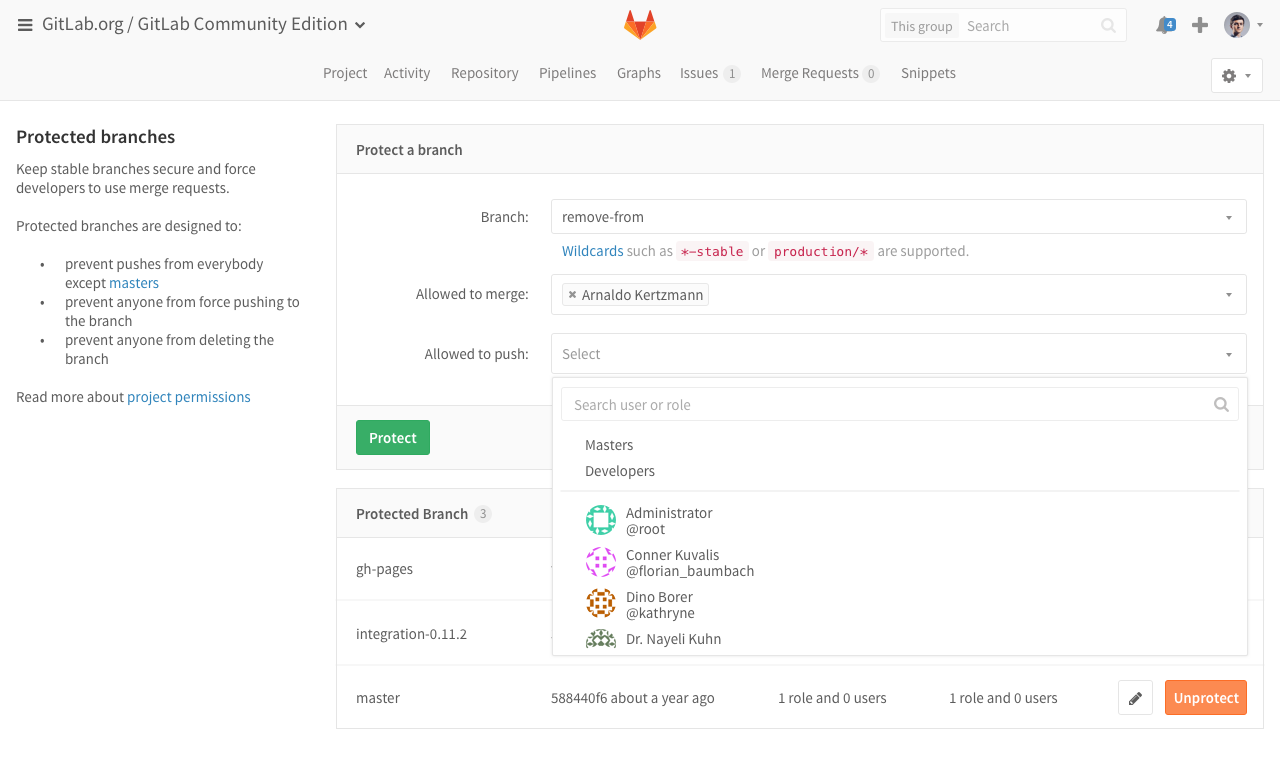 GitLab.org / GitLab Community Edition
This group
Search
4
Project
Activity
Repository
Pipelines
Graphs
Issues 1
Merge Requests 0
Snippets
Protected branches
Keep stable branches secure and force
developers to use merge requests.
Protected branches are designed to:
• prevent pushes from everybody
except masters
• prevent anyone from force pushing to
the branch
• prevent anyone from deleting the
branch
Read more about project permissions
Protect a branch
Branch:
remove-from
Wildcards such as *-stable or production/* are supported.
Allowed to merge:
✖ Arnaldo Kertzmann
Allowed to push:
Select
Search user or role
Masters
Developers
Administrator
@root
Conner Kuvalis
@florian_baumbach
Dino Borer
@kathryne
Dr. Nayeli Kuhn
Protect
Protected Branch 3
gh-pages
integration-0.11.2
master
588440f6 about a year ago
1 role and 0 users
1 role and 0 users
Unprotect